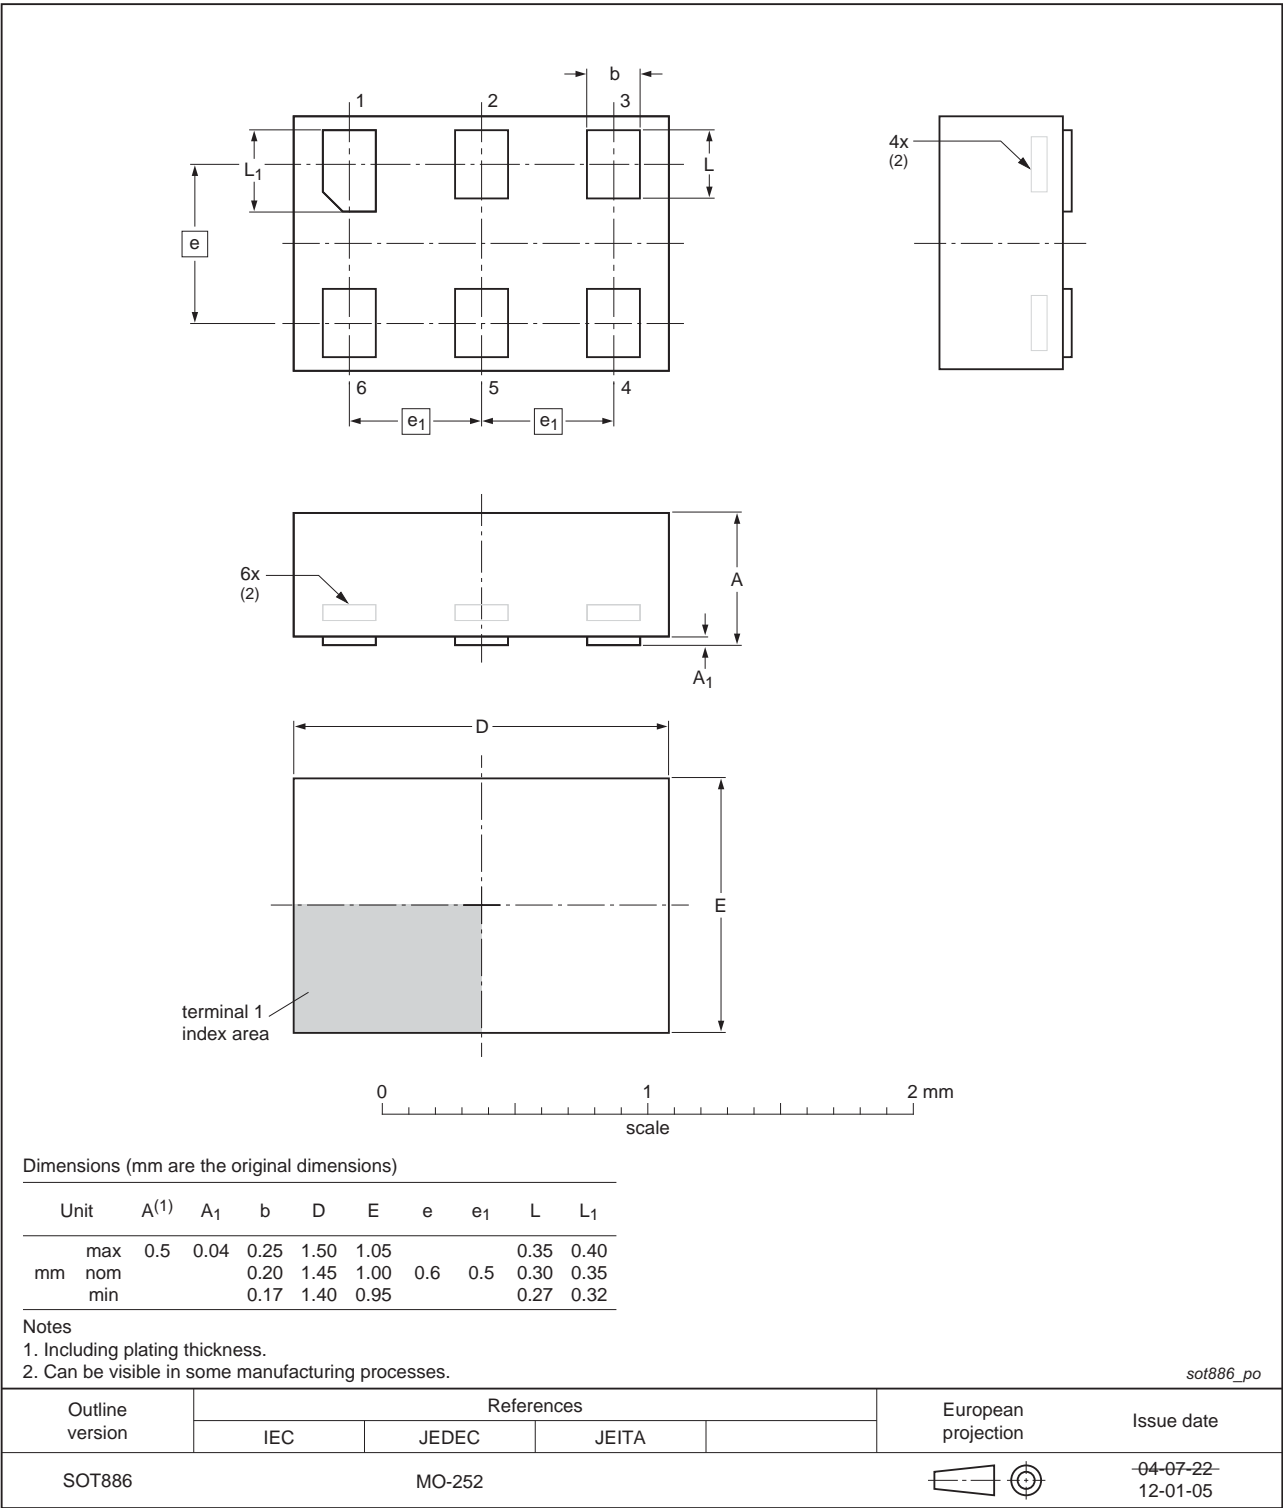 b
1 2 3
L1
L
e
6 5 4
e1 e1
4x
(2)
6x
(2)
A
A1
D
E
terminal 1
index area
0 1 2 mm
scale
Dimensions (mm are the original dimensions)
Unit A(1) A1 b D E e e1 L L1
max 0.5 0.04 0.25 1.50 1.05 0.35 0.40
mm nom 0.20 1.45 1.00 0.6 0.5 0.30 0.35
min 0.17 1.40 0.95 0.27 0.32
Notes
1. Including plating thickness.
2. Can be visible in some manufacturing processes.
sot886_po
Outline
version
References
IEC JEDEC JEITA
European
projection
Issue date
SOT886 MO-252
04-07-22
12-01-05